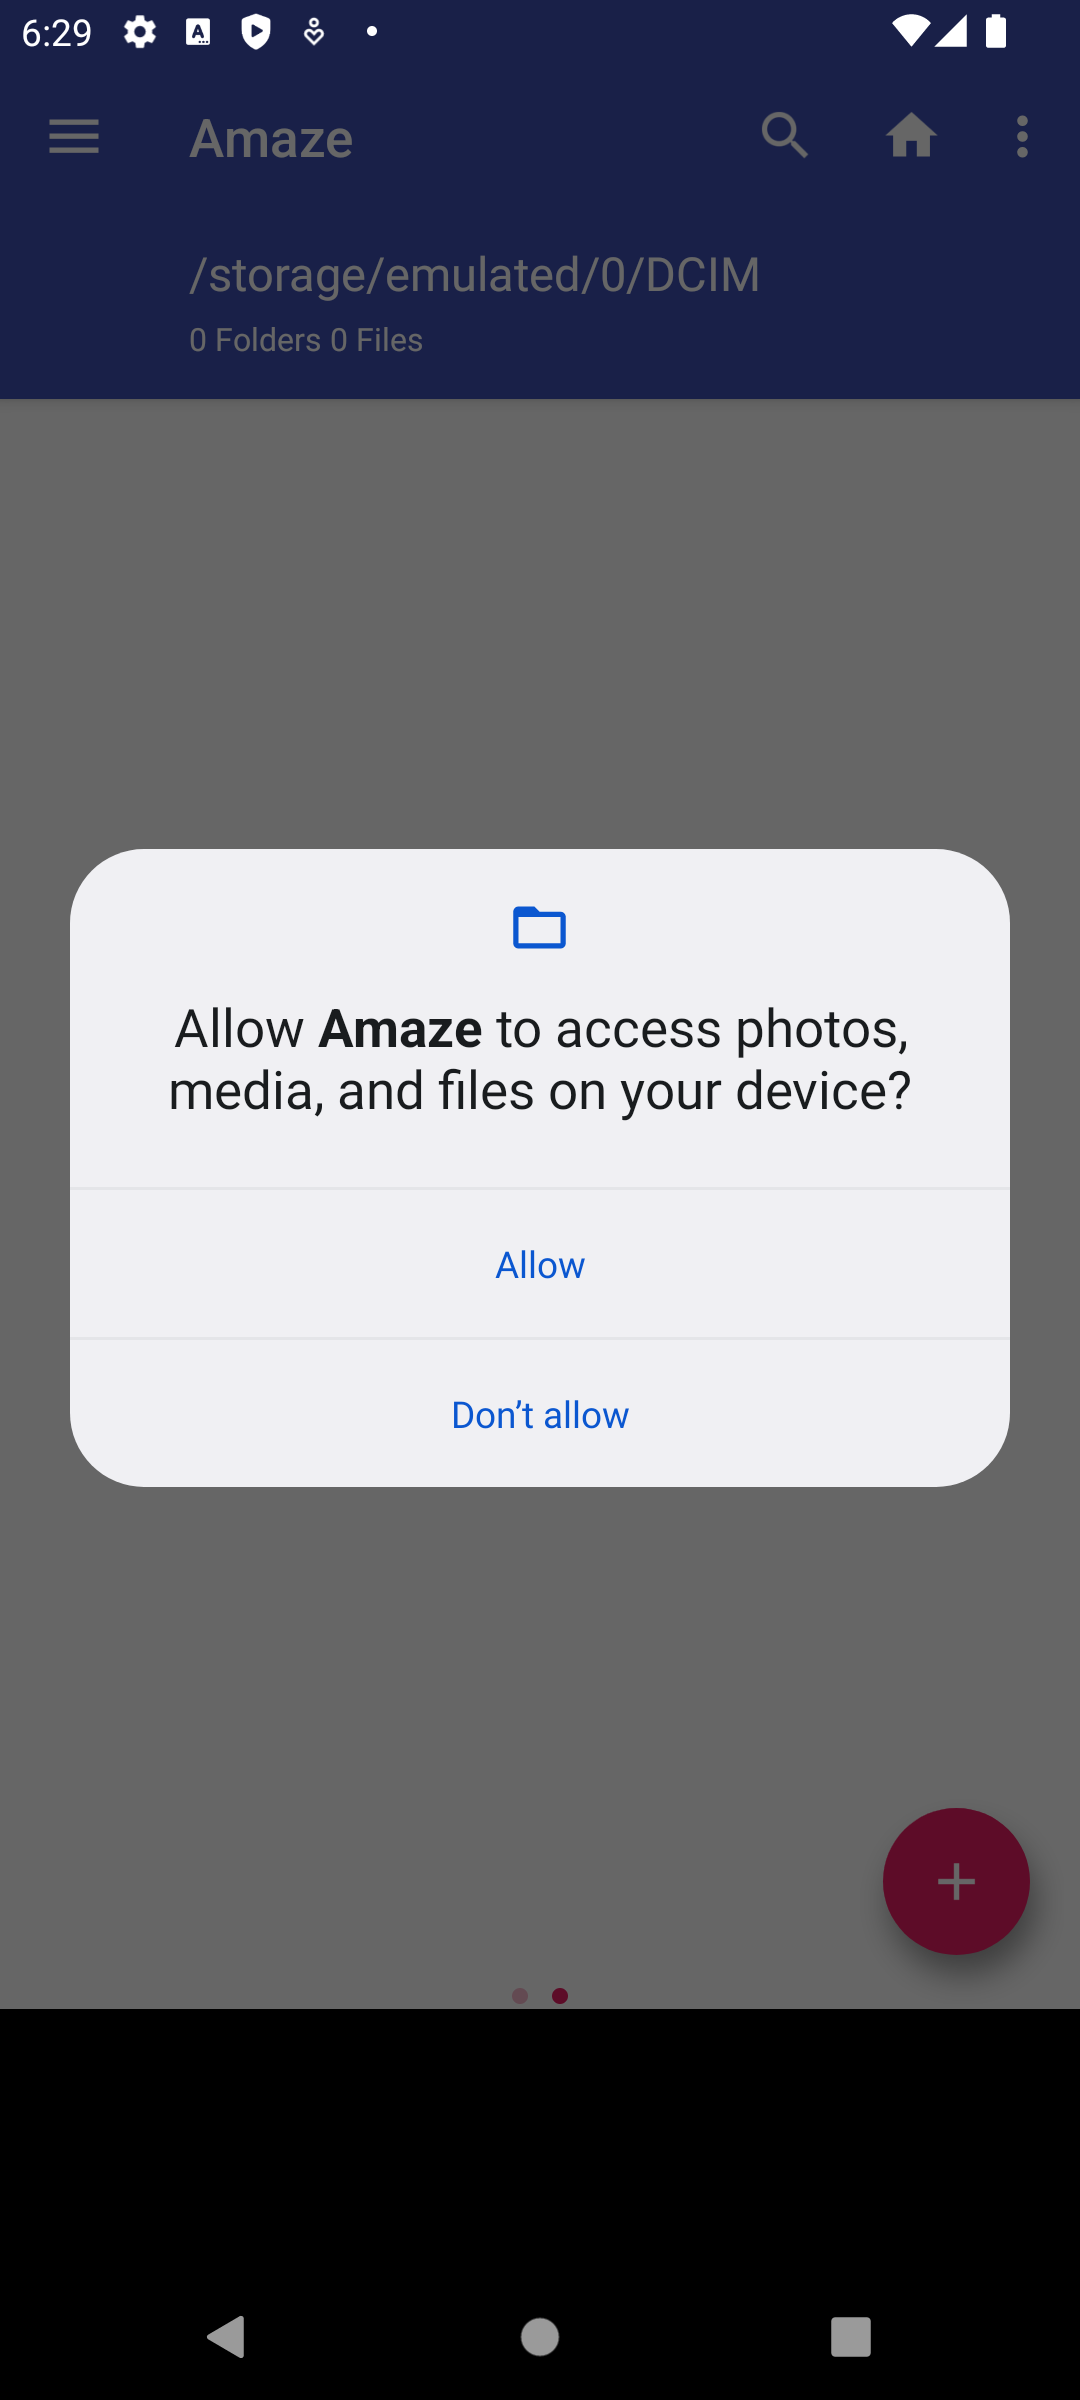 6:29
Amaze
/storage/emulated/0/DCIM
0 Folders 0 Files
Allow Amaze to access photos,
media, and files on your device?
Allow
Don’t allow